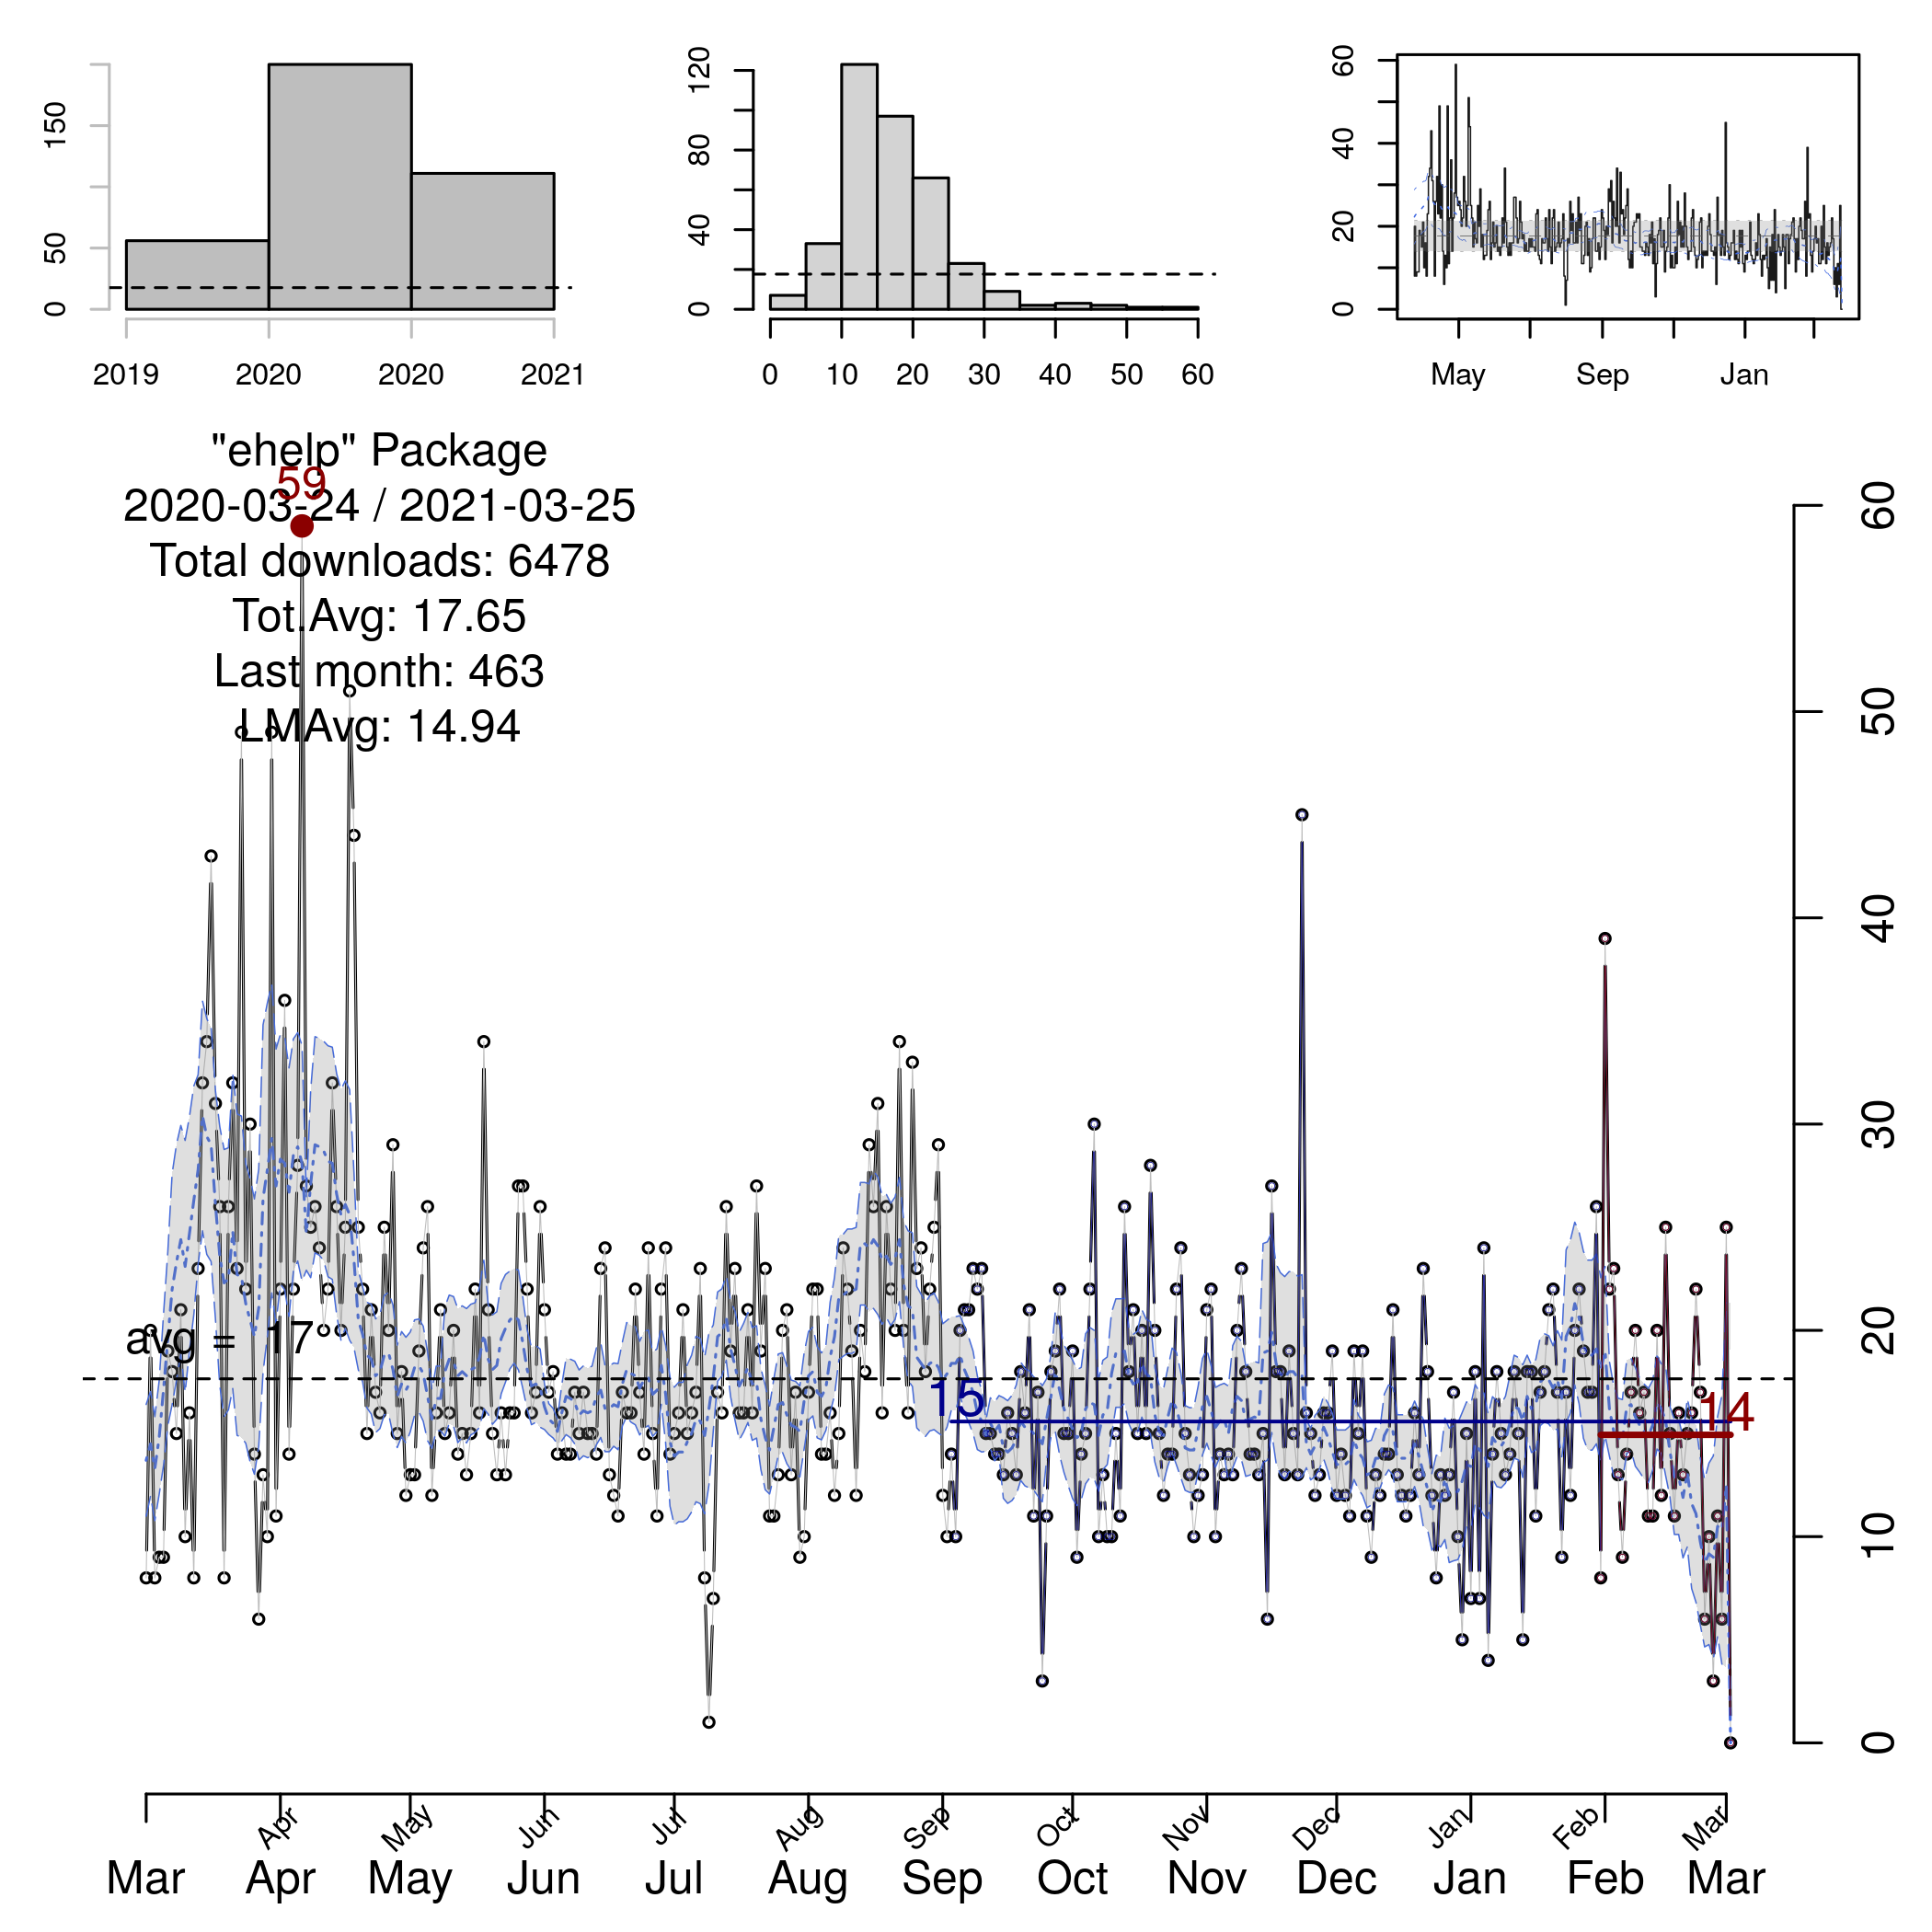 0 50 150
2019 2020 2020 2021
0 40 80 120
0 10 20 30 40 50 60
0 20 40 60
May Sep Jan
"ehelp" Package
59
2020-03-24 / 2021-03-25
Total downloads: 6478
Tot.Avg: 17.65
Last month: 463
LMAvg: 14.94
avg = 17
15
14
0 10 20 30 40 50 60
Apr May Jun Jul Aug Sep Oct Nov Dec Jan Feb Mar
Mar Apr May Jun Jul Aug Sep Oct Nov Dec Jan Feb Mar